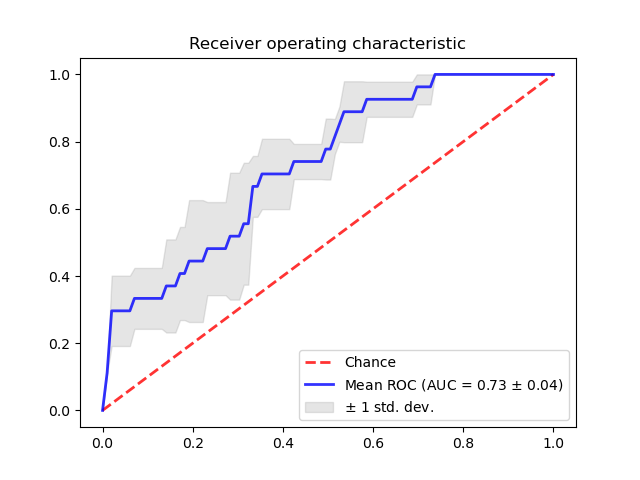 Receiver operating characteristic
1.0
0.8
0.6
0.4
0.2
0.0
Chance
Mean ROC (AUC = 0.73 ± 0.04)
± 1 std. dev.
0.0 0.2 0.4 0.6 0.8 1.0